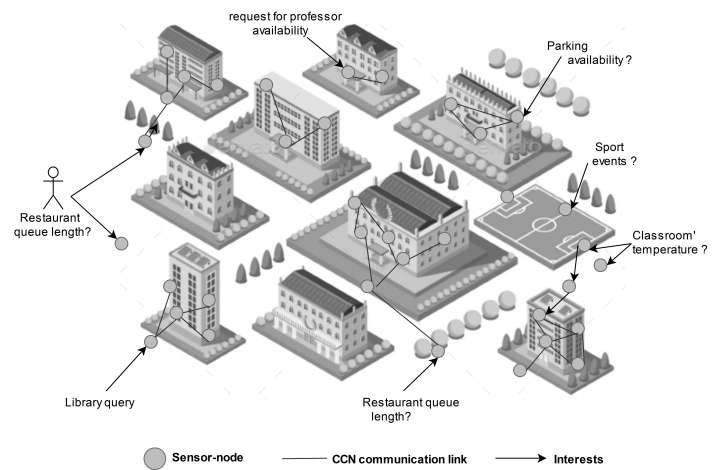 request for professor
availability
Parking
availability ?
Sport
events ?
Restaurant
queue length?
Classroom'
temperature ?
Library query
Restaurant queue
length?
Sensor-node
CCN communication link
Interests